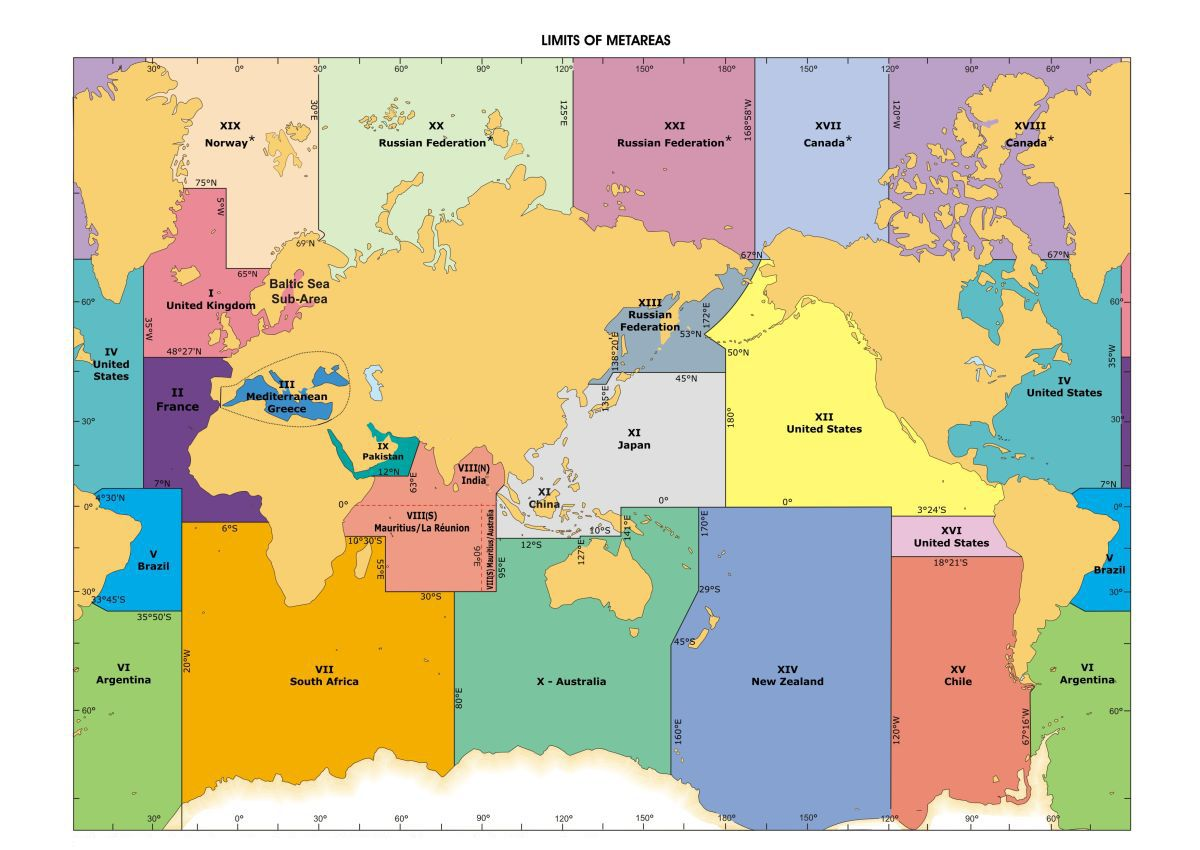 LIMITS OF METAREAS
30° 0° 30° 60° 90° 120° 150° 180° 150° 120° 90° 60°
30°E
125°E
168°58'W
120°W
XIX
Norway*
XX
Russian Federation*
XXI
Russian Federation*
XVII
Canada*
XVIII
Canada*
75°N
5°W
69°N
65°N
67°N
67°N
Baltic Sea
Sub-Area
I
United Kingdom
60°
60°
35°W
48°27'N
XIII
Russian
Federation
172°E
53°N
50°N
138°20'E
45°N
135°E
35°W
IV
United
States
II
France
III
Mediterranean
Greece
IV
United States
XII
United States
180°
XI
Japan
30°
30°
IX
Pakistan
12°N
63°E
VIII(N)
India
XI
China
7°N
4°30'N
7°N
0°
0°
0°
0°
0°
3°24'S
6°S
VIII(S)
Mauritius/La Réunion
VIII(S) Mauritius/Australia
10°S
141°E
170°E
12°S
127°E
95°E
90°E
10°30'S
55°E
XVI
United States
18°21'S
V
Brazil
V
Brazil
30°
30°
33°45'S
35°50'S
30°S
29°S
45°S
20°W
VI
Argentina
VII
South Africa
X - Australia
XIV
New Zealand
XV
Chile
VI
Argentina
60°
60°
80°E
160°E
120°W
67°16'W
30° 0° 30° 60° 90° 120° 150° 180° 150° 120° 90° 60°